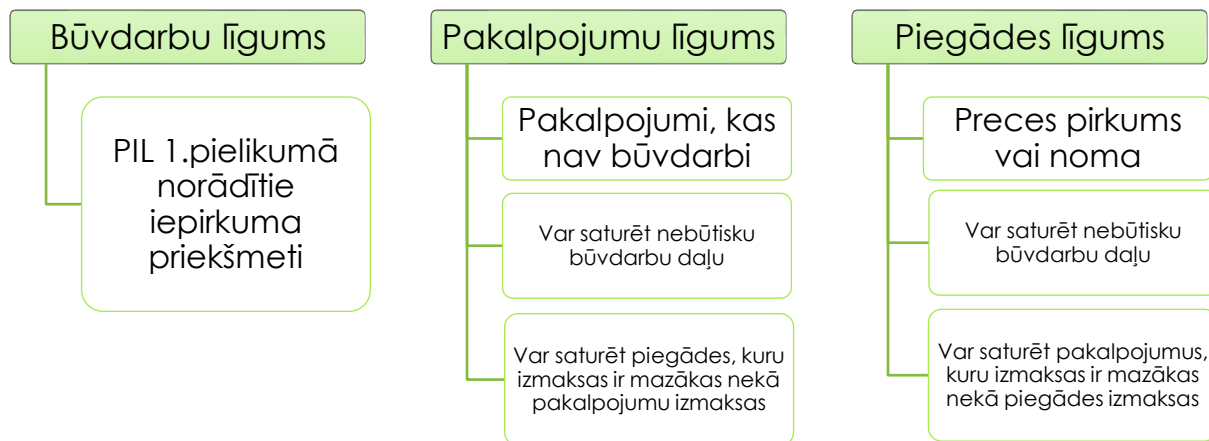 Būvdarbu līgums
PIL 1.pielikumā
norādītie
iepirkuma
priekšmeti
Pakalpojumu līgums
Pakalpojumi, kas
nav būvdarbi
Var saturēt nebūtisku
būvdarbu daļu
Var saturēt piegādes, kuru
izmaksas ir mazākas nekā
pakalpojumu izmaksas
Piegādes līgums
Preces pirkums
vai noma
Var saturēt nebūtisku
būvdarbu daļu
Var saturēt pakalpojumus,
kuru izmaksas ir mazākas
nekā piegādes izmaksas